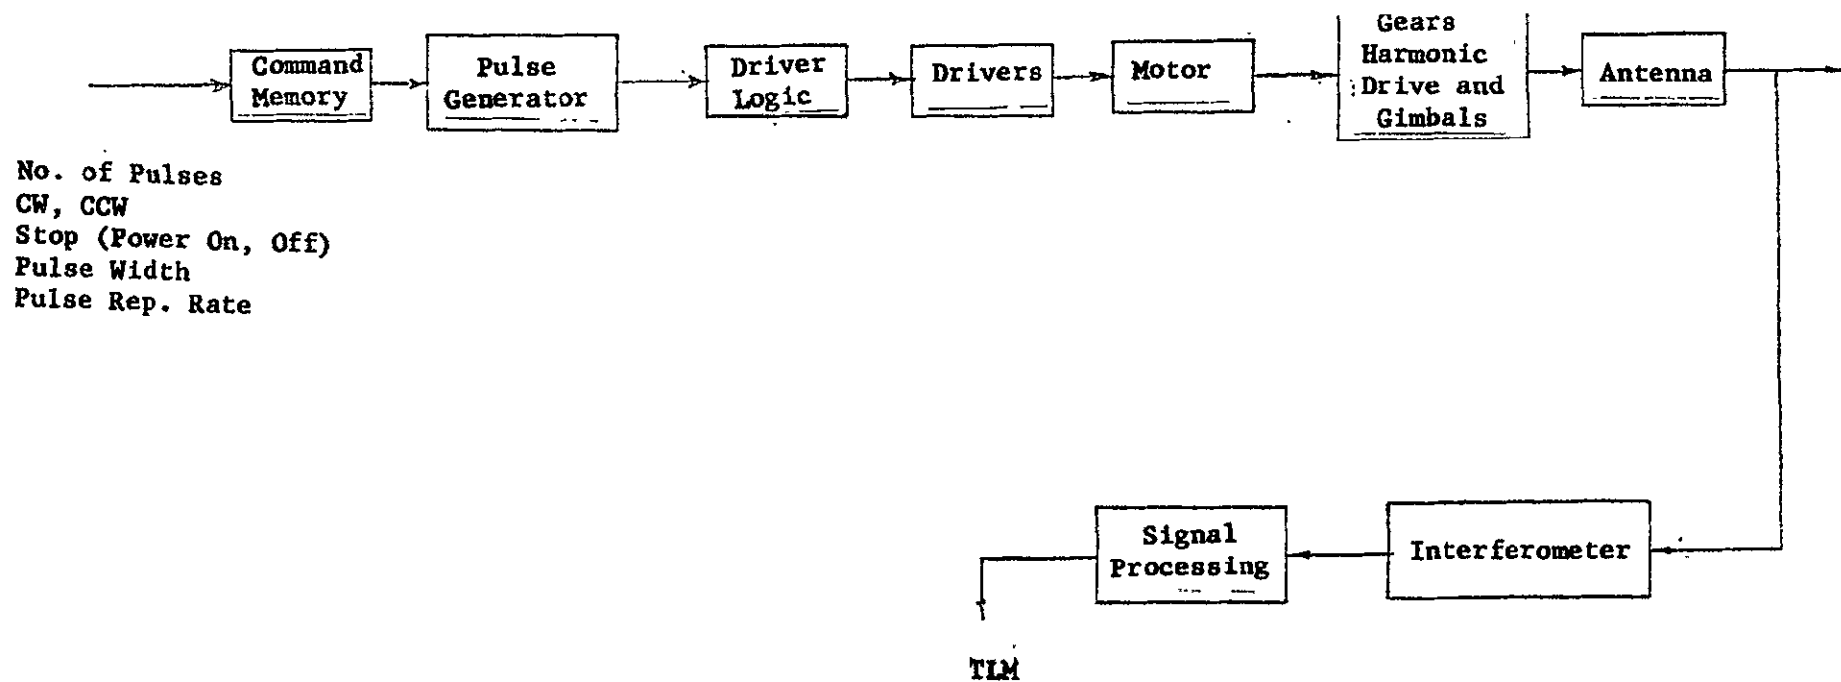 Command
Memory
Pulse
Generator
Driver
Logic
Drivers
Motor
Gears
Harmonic
Drive and
Gimbals
Antenna
No. of Pulses
CW, CCW
Stop (Power On, Off)
Pulse Width
Pulse Rep. Rate
Signal
Processing
Interferometer
TLM